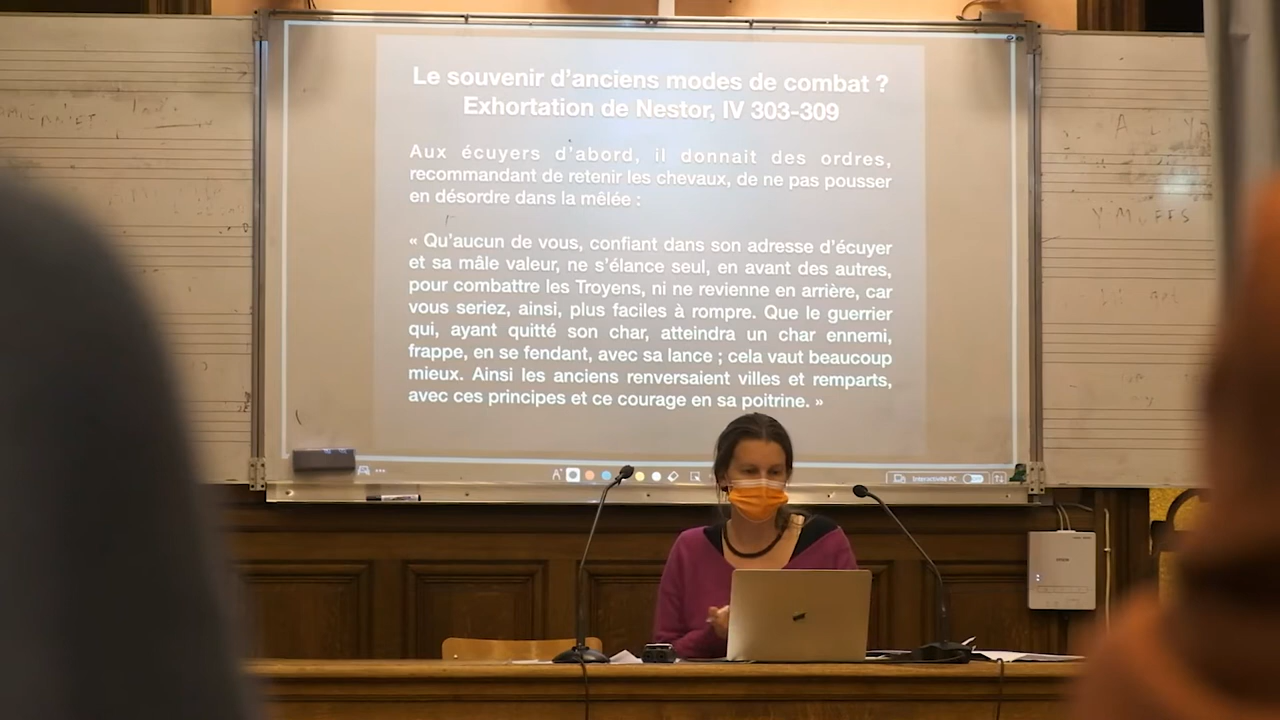 Le souvenir d'anciens modes de combat ?
Exhortation de Nestor, IV 303-309
Aux écuyers d'abord, il donnait des ordres,
recommandant de retenir les chevaux, de ne pas pousser
en désordre dans la mêlée :
« Qu'aucun de vous, confiant dans son adresse d'écuyer
et sa mâle valeur, ne s'élance seul, en avant des autres,
pour combattre les Troyens, ni ne revienne en arrière, car
vous seriez, ainsi, plus faciles à rompre. Que le guerrier
qui, ayant quitté son char, atteindra un char ennemi,
frappe, en se fendant, avec sa lance ; cela vaut beaucoup
mieux. Ainsi les anciens renversaient villes et remparts,
avec ces principes et ce courage en sa poitrine. »
Interactivité PC
EPSON